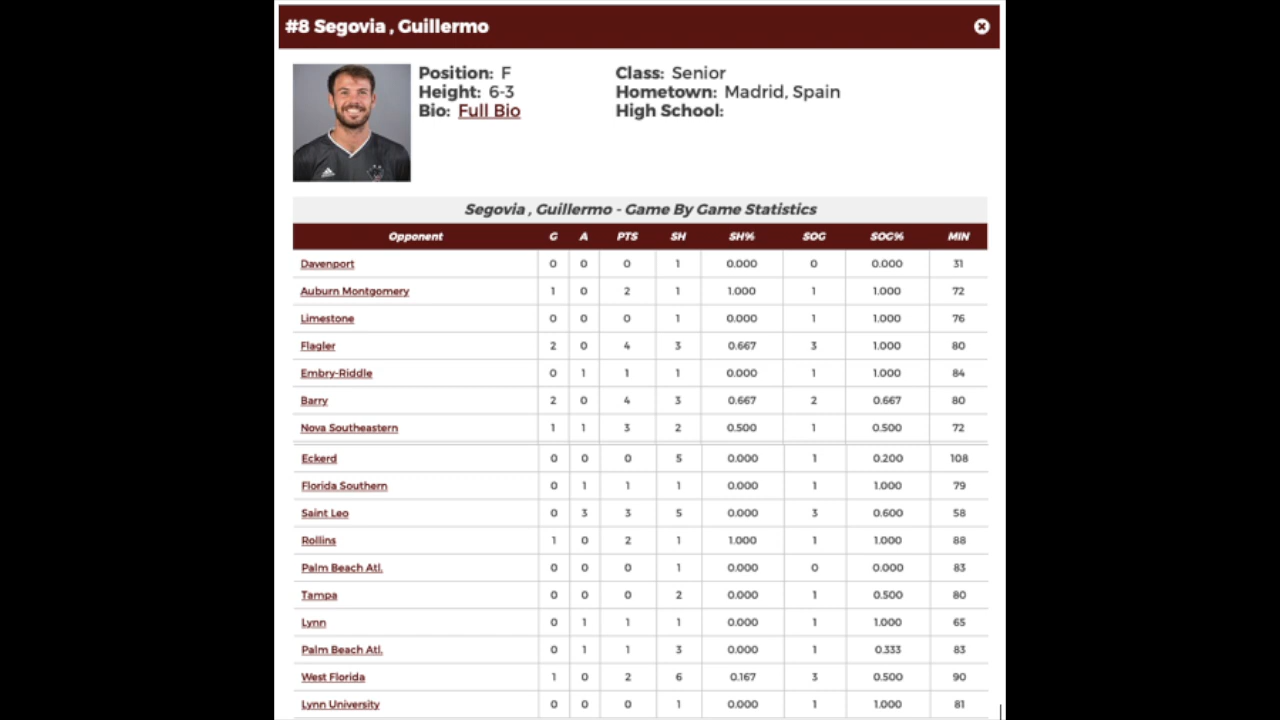 #8 Segovia , Guillermo
Position: F
Height: 6-3
Bio: Full Bio
Class: Senior
Hometown: Madrid, Spain
High School:
Segovia , Guillermo - Game By Game Statistics
Opponent G A PTS SH SH% SOG SOG% MIN
Davenport 0 0 0 1 0.000 0 0.000 31
Auburn Montgomery 1 0 2 1 1.000 1 1.000 72
Limestone 0 0 0 1 0.000 1 1.000 76
Flagler 2 0 4 3 0.667 3 1.000 80
Embry-Riddle 0 1 1 1 0.000 1 1.000 84
Barry 2 0 4 3 0.667 2 0.667 80
Nova Southeastern 1 1 3 2 0.500 1 0.500 72
Eckerd 0 0 0 5 0.000 1 0.200 108
Florida Southern 0 1 1 1 0.000 1 1.000 79
Saint Leo 0 3 3 5 0.000 3 0.600 58
Rollins 1 0 2 1 1.000 1 1.000 88
Palm Beach Atl. 0 0 0 1 0.000 0 0.000 83
Tampa 0 0 0 2 0.000 1 0.500 80
Lynn 0 1 1 1 0.000 1 1.000 65
Palm Beach Atl. 0 1 1 3 0.000 1 0.333 83
West Florida 1 0 2 6 0.167 3 0.500 90
Lynn University 0 0 0 1 0.000 1 1.000 81